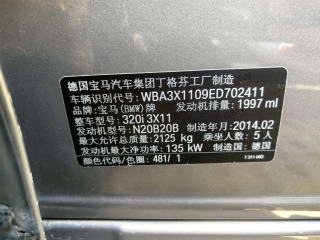 德国宝马汽车集团丁格芬工厂制造
车辆识别代号：WBA3X1109ED702411
发动机排量：1997 ml
品牌：宝马(BMW)牌
整车型号：320i 3X11
发动机型号：N20B20B 制造年月：2014.02
最大允许总质量：2125 kg 乘坐人数：5 人
发动机最大净功率：135 kW 制造国：德国
颜色代码/色号：481/ 1
7 311 063